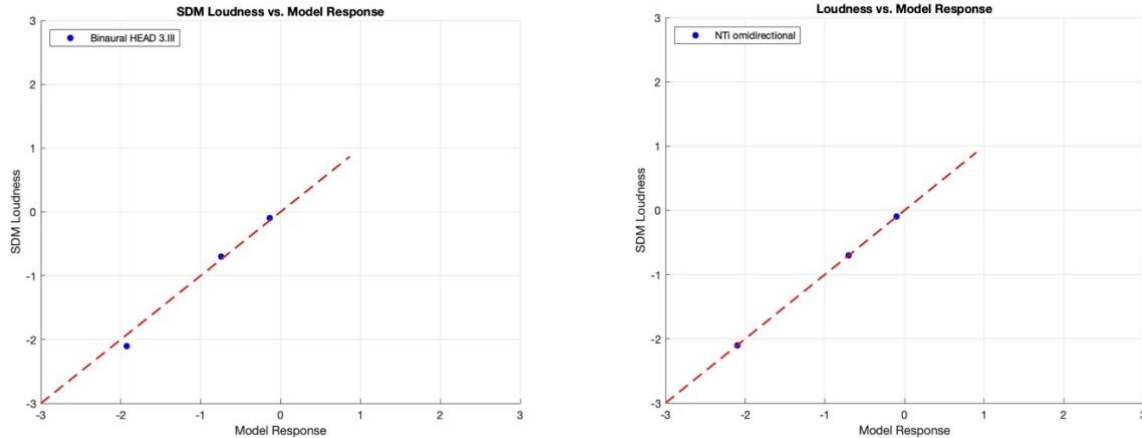 SDM Loudness vs. Model Response
3
Binaural HEAD 3.III
2
1
0
-1
-2
-3
SDM Loudness
-3 -2 -1 0 1 2 3
Model Response
Loudness vs. Model Response
3
NTi omidirectional
2
1
0
-1
-2
-3
SDM Loudness
-3 -2 -1 0 1 2 3
Model Response